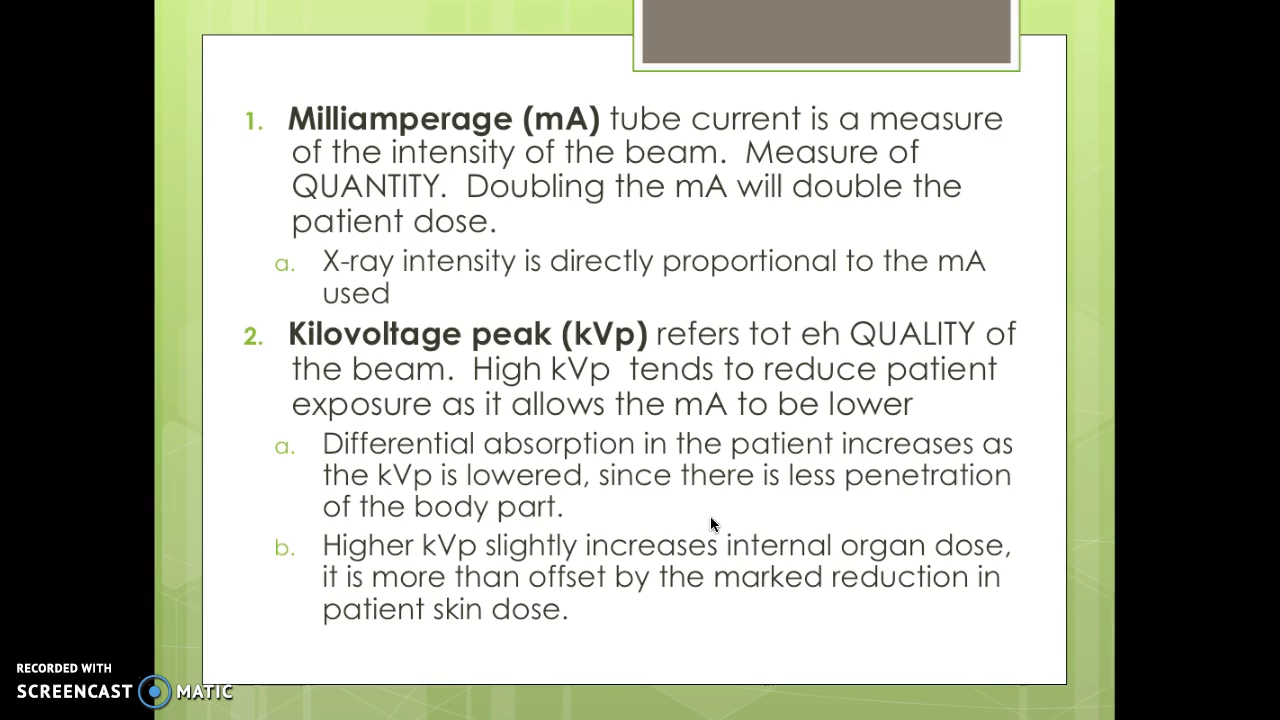 1. Milliamperage (mA) tube current is a measure
of the intensity of the beam. Measure of
QUANTITY. Doubling the mA will double the
patient dose.
a. X-ray intensity is directly proportional to the mA
used
2. Kilovoltage peak (kVp) refers tot eh QUALITY of
the beam. High kVp tends to reduce patient
exposure as it allows the mA to be lower
a. Differential absorption in the patient increases as
the kVp is lowered, since there is less penetration
of the body part.
b. Higher kVp slightly increases internal organ dose,
it is more than offset by the marked reduction in
patient skin dose.
RECORDED WITH
SCREENCAST MATIC